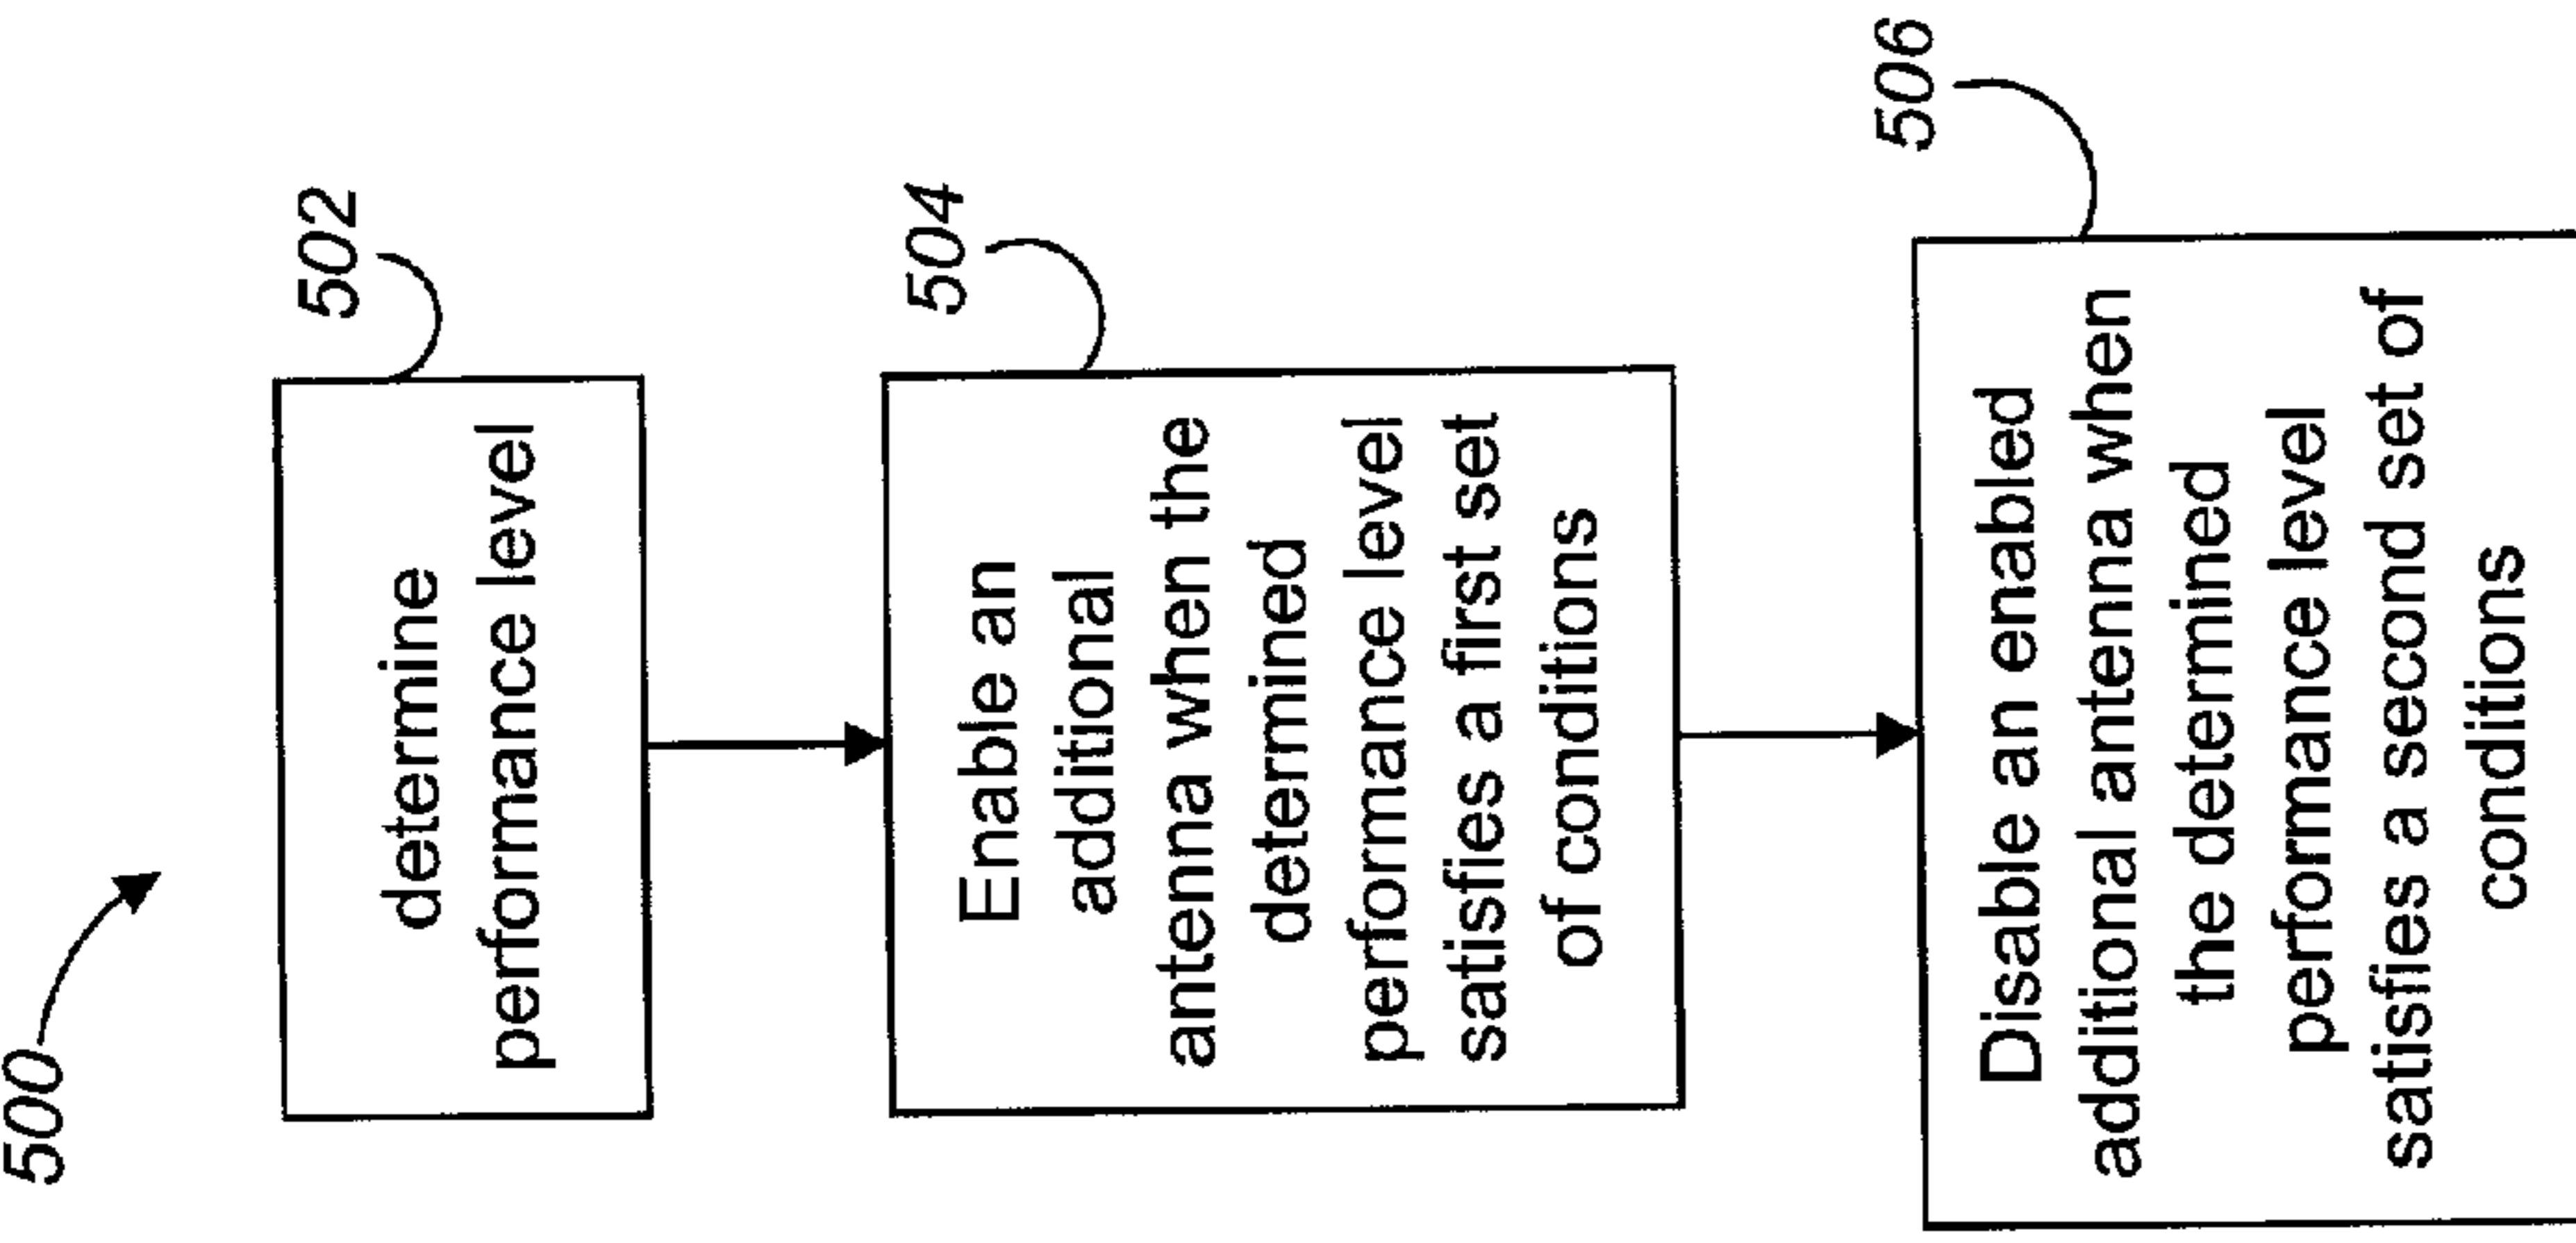 500
502
determine
performance level
504
Enable an
additional
antenna when the
determined
performance level
satisfies a first set
of conditions
506
Disable an enabled
additional antenna when
the determined
performance level
satisfies a second set of
conditions